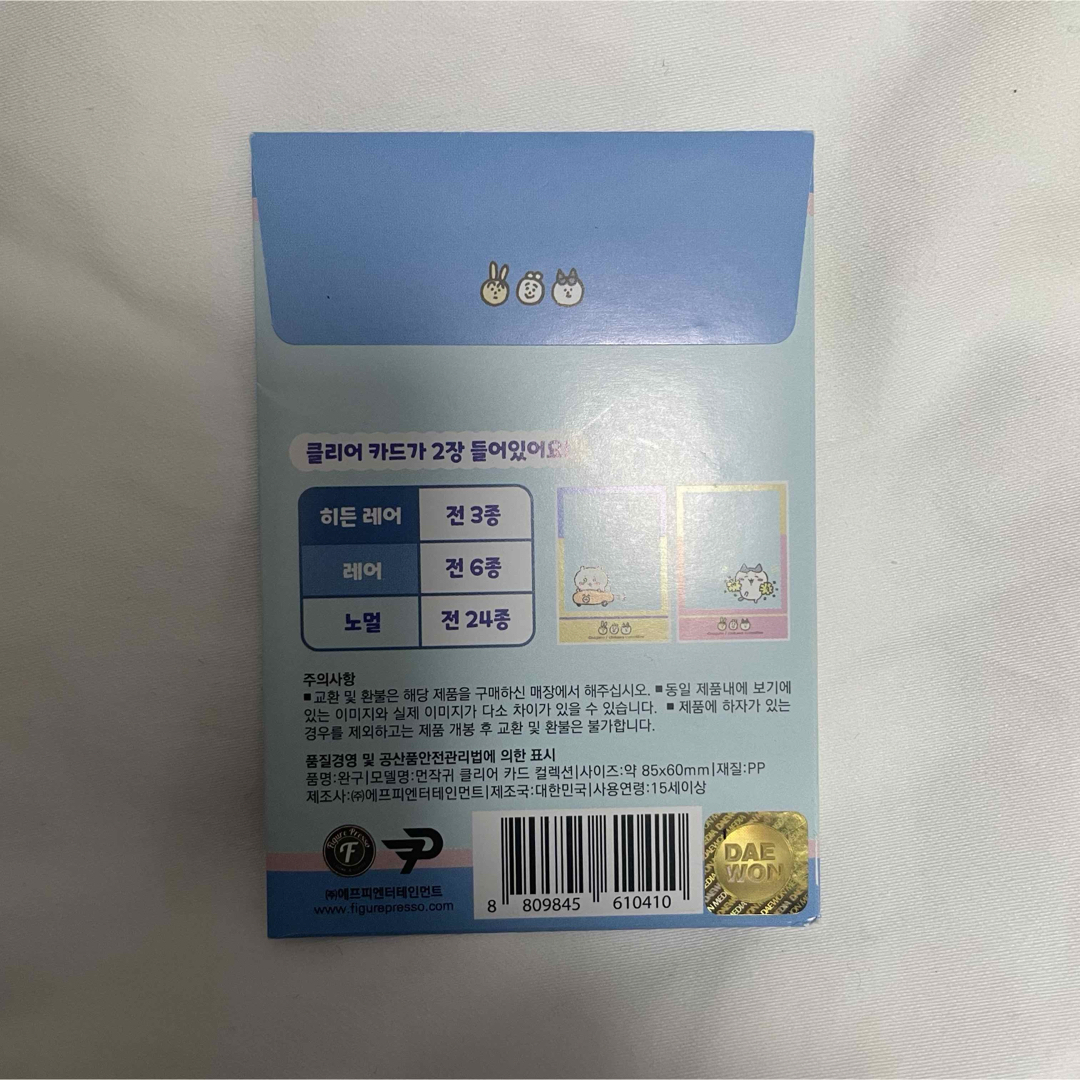 클리어 카드가 2장 들어있어요
히든 레어 전 3종
레어 전 6종
노멀 전 24종
주의사항
■ 교환 및 환불은 해당 제품을 구매하신 매장에서 해주십시오. ■ 동일 제품내에 보기에
있는 이미지와 실제 이미지가 다소 차이가 있을 수 있습니다. ■ 제품에 하자가 있는
경우를 제외하고는 제품 개봉 후 교환 및 환불은 불가합니다.
품질경영 및 공산품안전관리법에 의한 표시
품명:완구|모델명:먼작귀 클리어 카드 컬렉션|사이즈:약 85x60mm|재질:PP
제조사:㈜에프피엔터테인먼트|제조국:대한민국|사용연령:15세이상
Figure Presso
F
㈜에프피엔터테인먼트
www.figurepresso.com
8 809845 610410
DAE
WON